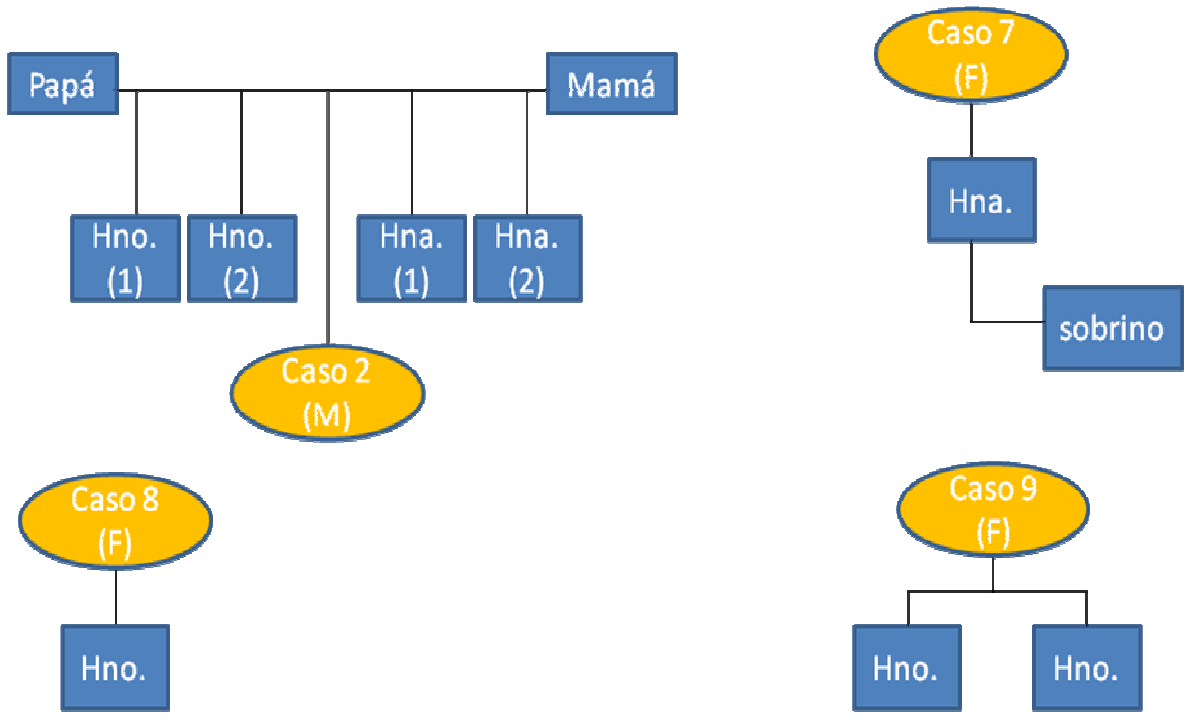 Papá
Mamá
Hno.
(1)
Hno.
(2)
Hna.
(1)
Hna.
(2)
Caso 2
(M)
Caso 7
(F)
Hna.
sobrino
Caso 8
(F)
Hno.
Caso 9
(F)
Hno.
Hno.